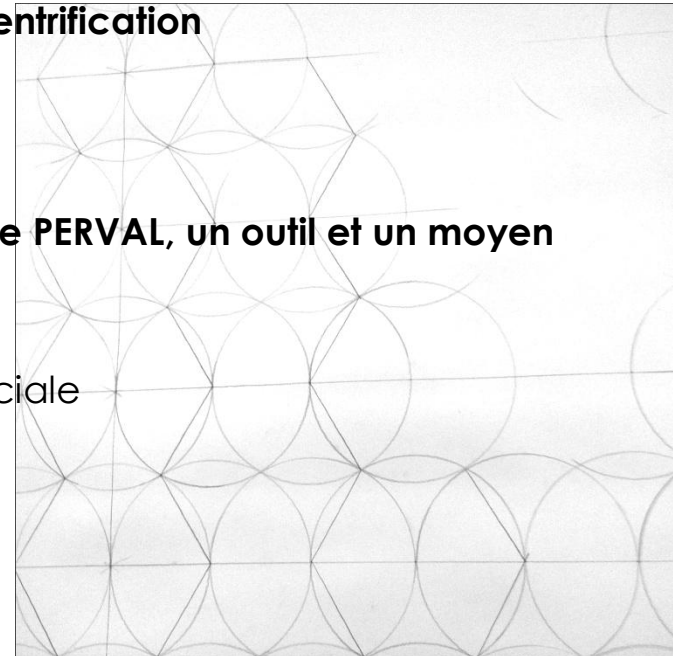 entrification
e PERVAL, un outil et un moyen
ciale